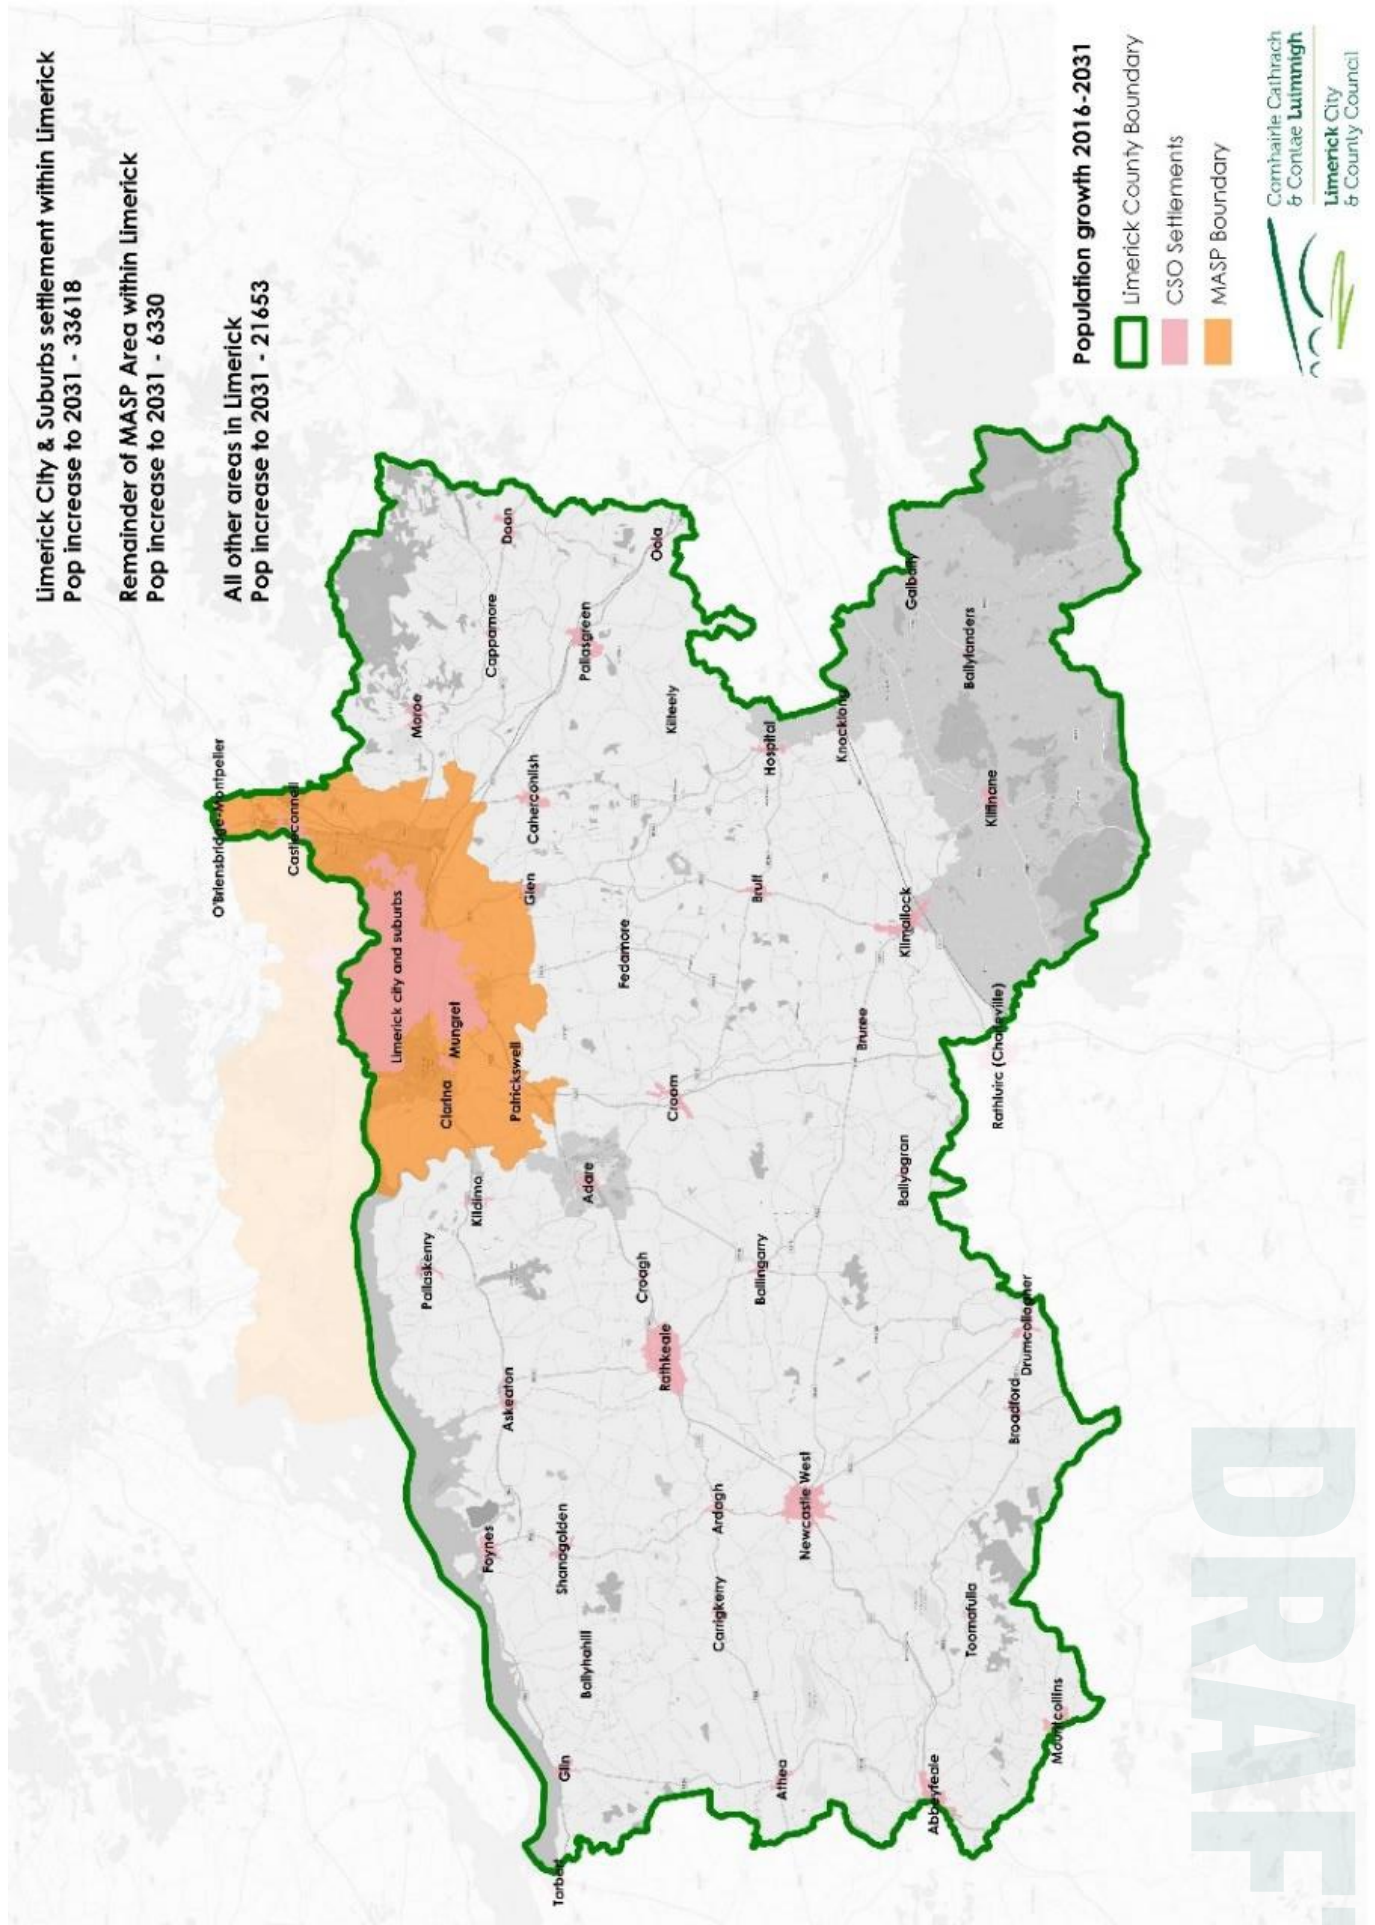 Limerick City & Suburbs settlement within Limerick
Pop increase to 2031 - 33618
Remainder of MASP Area within Limerick
Pop increase to 2031 - 6330
All other areas in Limerick
Pop increase to 2031 - 21653
O'Briensbridge-Montpelier
Castleconnell
Limerick city and suburbs
Mungret
Clarina
Patrickswell
Moroe
Doon
Cappamore
Pallasgreen
Oola
Caherconlish
Glen
Kilteely
Fedamore
Hospital
Knocklong
Galbally
Ballylanders
Kilfinane
Bruff
Kilmallock
Bruree
Rathluirc (Charleville)
Croom
Adare
Kildimo
Pallaskenry
Ballyagran
Croagh
Ballingarry
Rathkeale
Askeaton
Drumcollogher
Broadford
Newcastle West
Ardagh
Foynes
Shanagolden
Carrigkerry
Ballyhahill
Toornafulla
Mountcollins
Glin
Athea
Abbeyfeale
Tarbert
Population growth 2016-2031
Limerick County Boundary
CSO Settlements
MASP Boundary
Comhairle Cathrach
& Contae Luimnigh
Limerick City
& County Council
DRAF